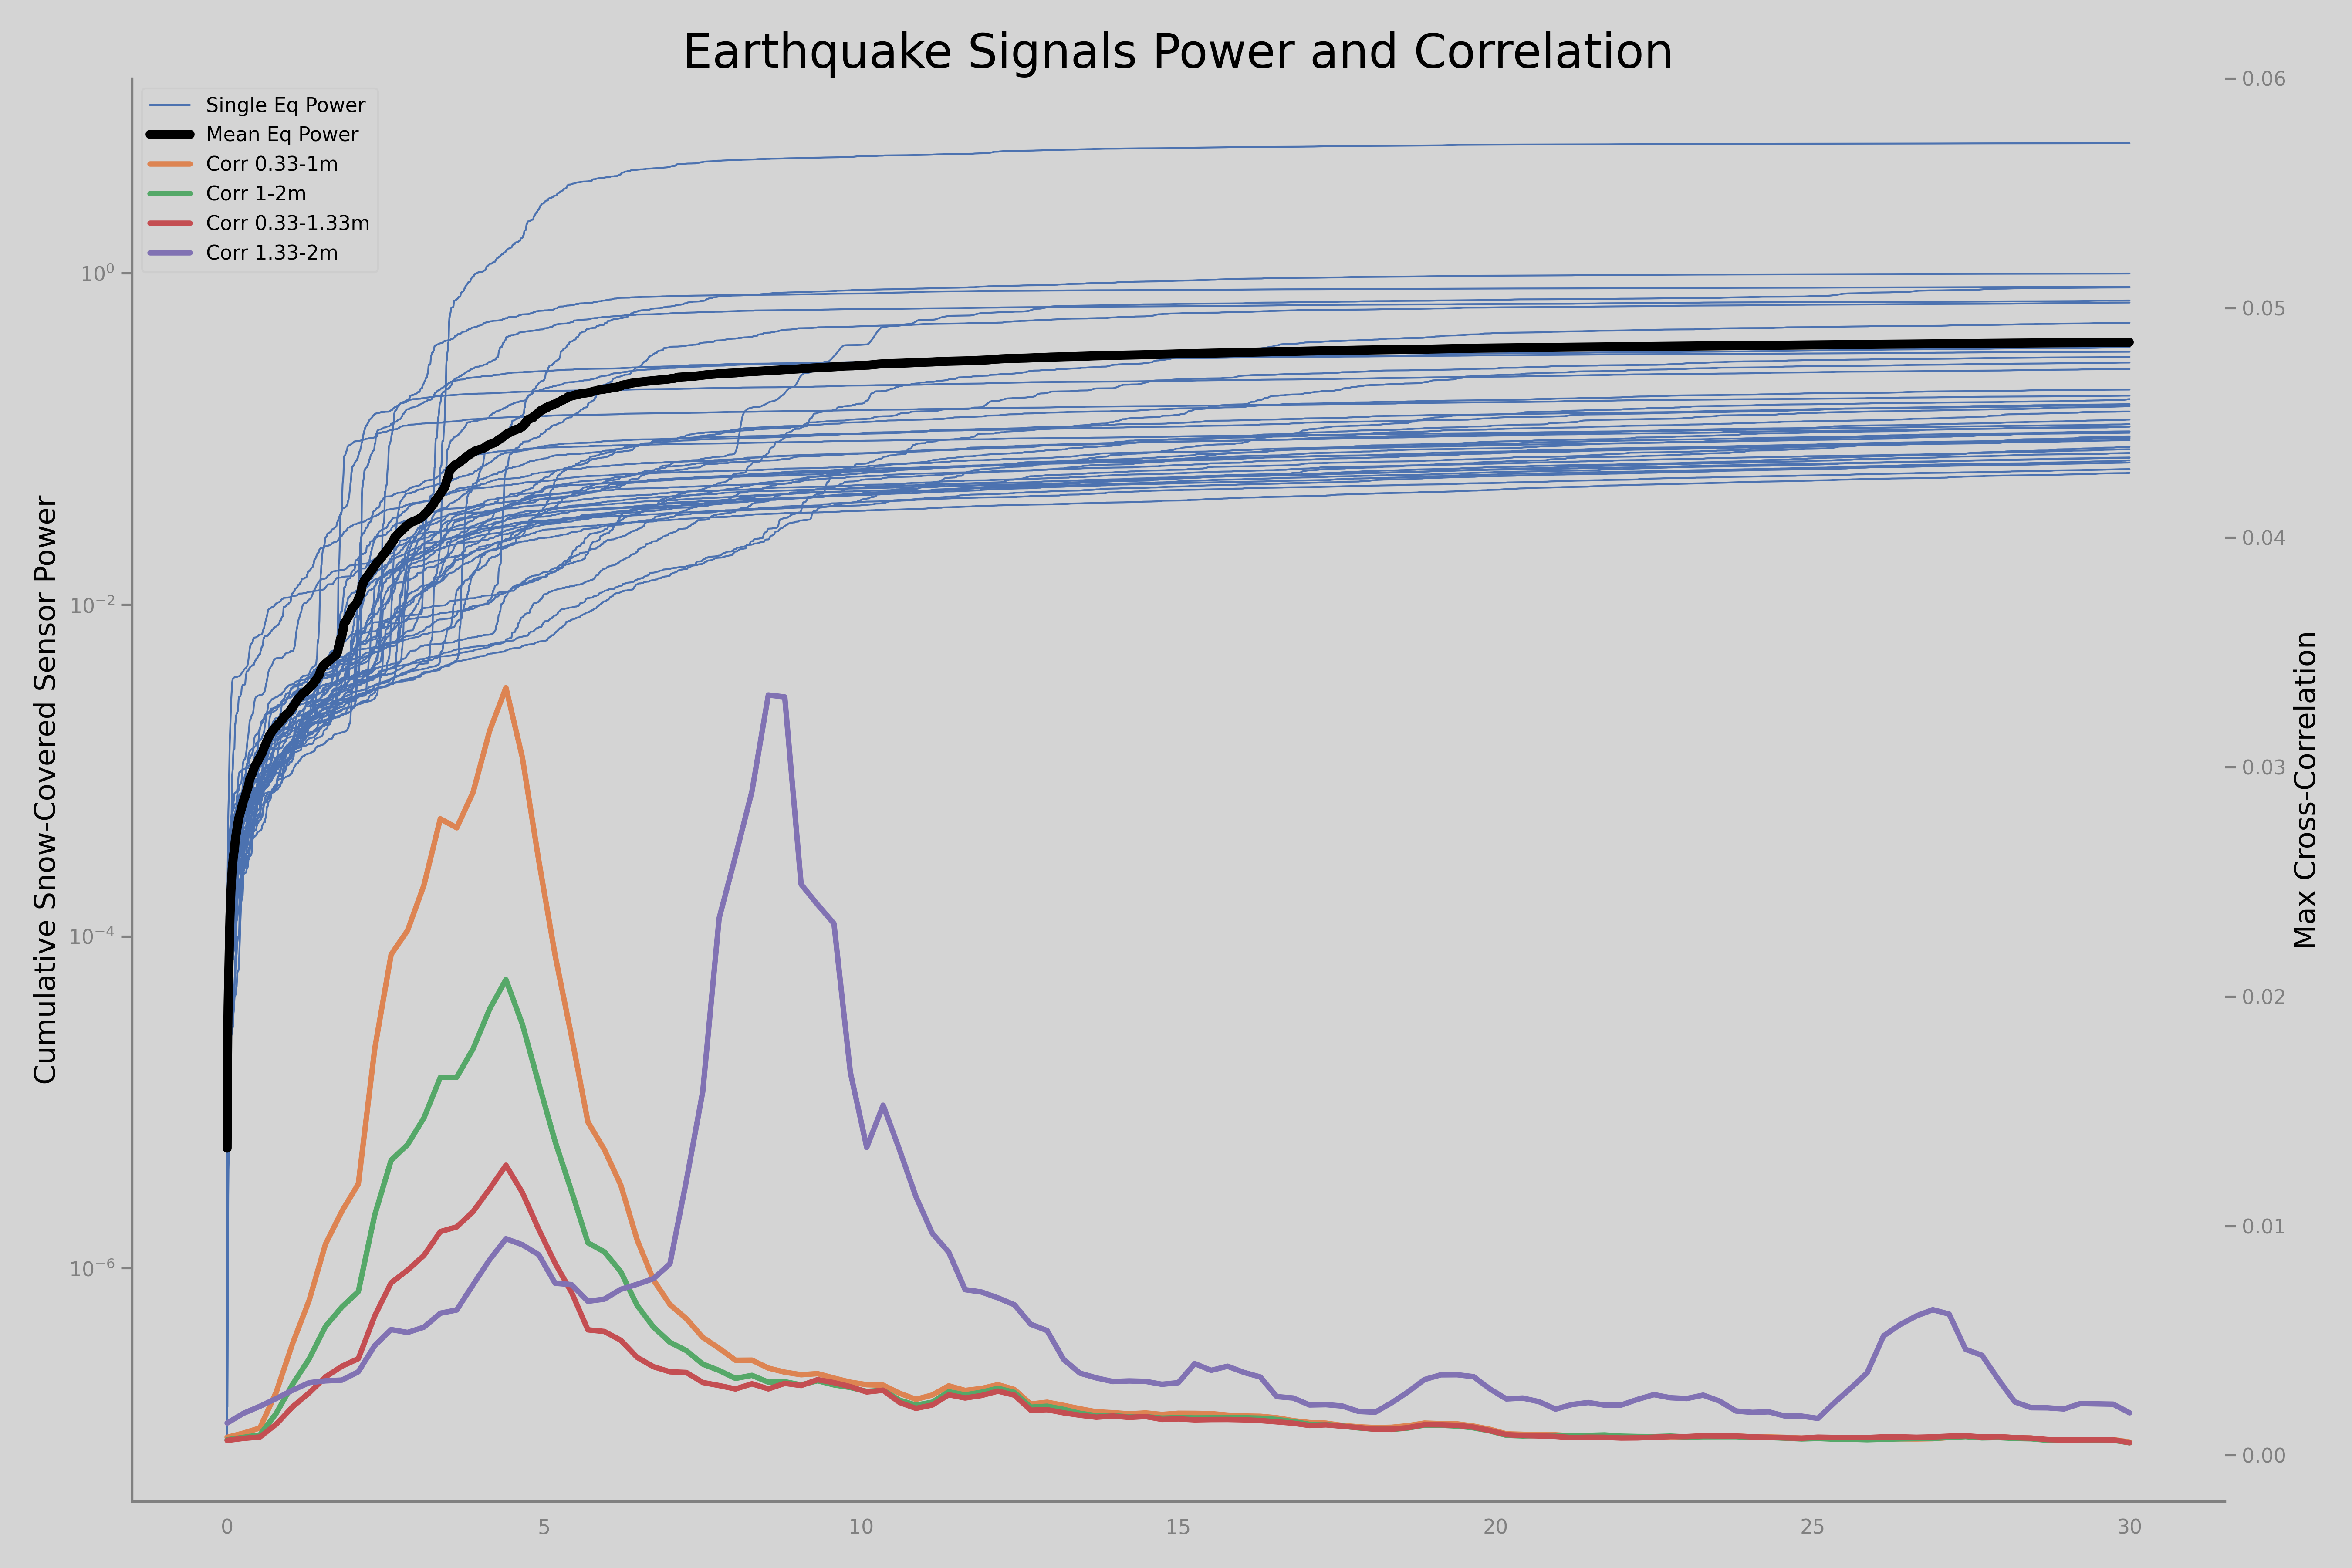 Earthquake Signals Power and Correlation
Single Eq Power
Mean Eq Power
Corr 0.33-1m
Corr 1-2m
Corr 0.33-1.33m
Corr 1.33-2m
Cumulative Snow-Covered Sensor Power
10⁰
10⁻²
10⁻⁴
10⁻⁶
0 5 10 15 20 25 30
0.06
0.05
0.04
0.03
0.02
0.01
0.00
Max Cross-Correlation